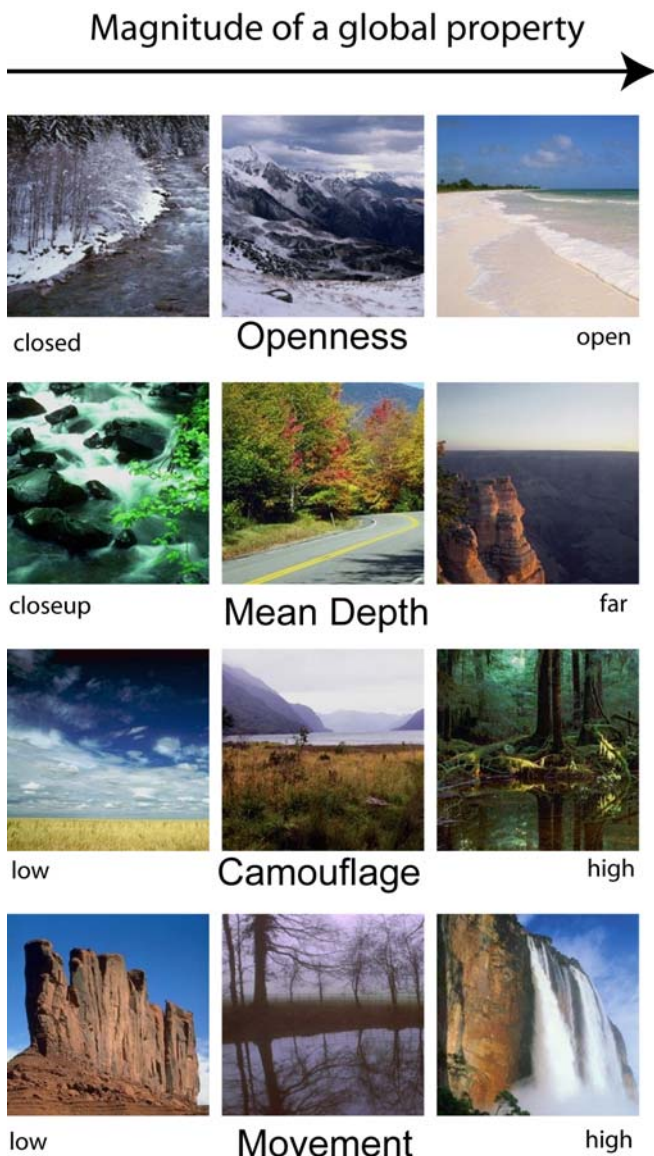 Magnitude of a global property
closed Openness open
closeup Mean Depth far
low Camouflage high
low Movement high